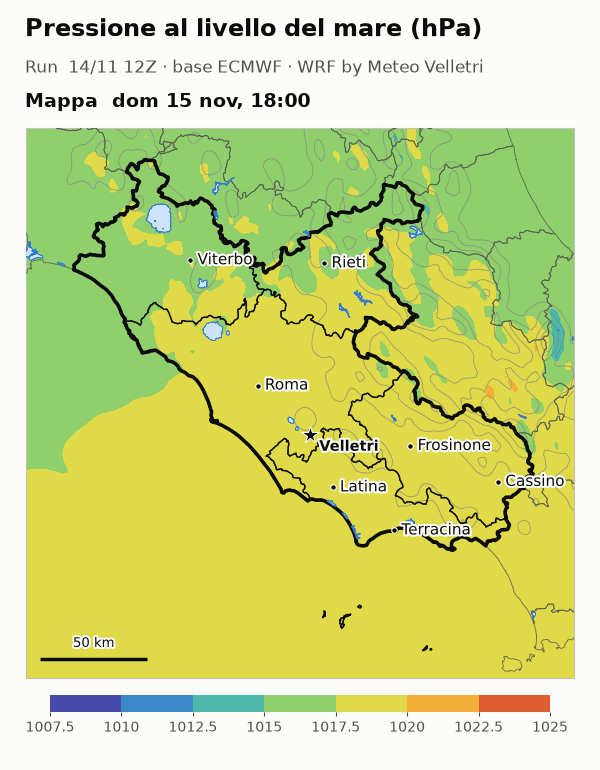 Pressione al livello del mare (hPa)
Run  14/11 12Z · base ECMWF · WRF by Meteo Velletri
Mappa  dom 15 nov, 18:00
Viterbo
Rieti
Roma
Velletri
Frosinone
Latina
Cassino
Terracina
50 km
1007.5 1010 1012.5 1015 1017.5 1020 1022.5 1025